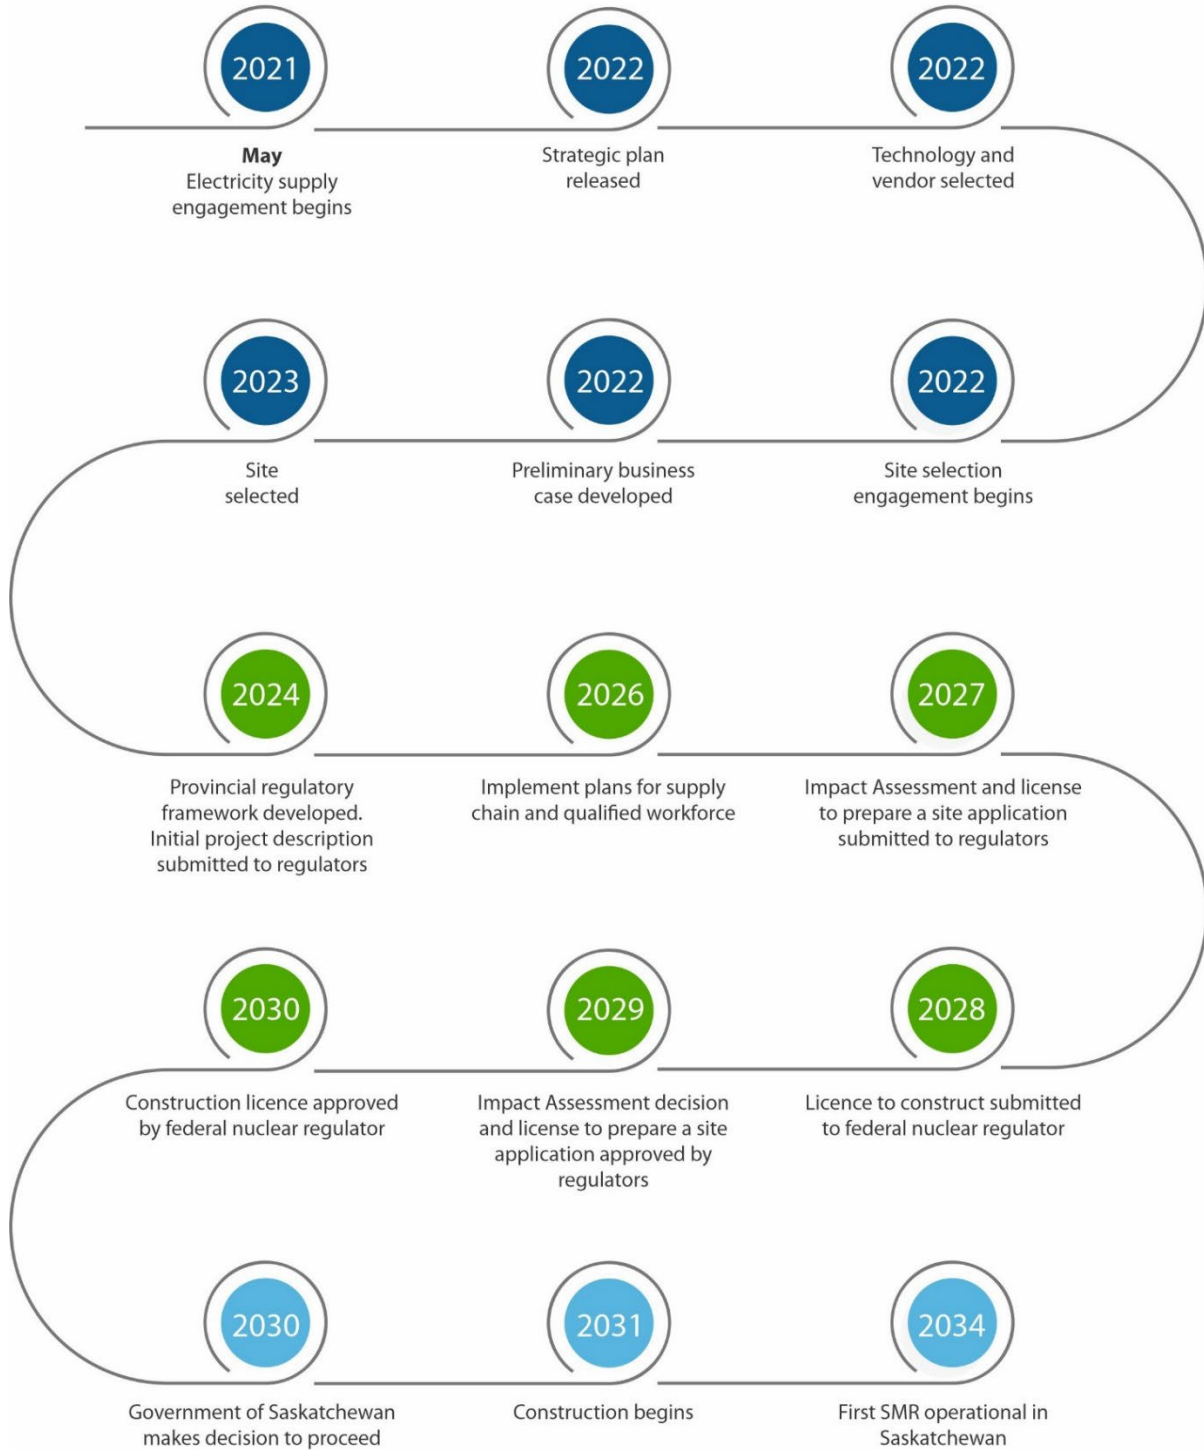 2021
May
Electricity supply
engagement begins
2022
Strategic plan
released
2022
Technology and
vendor selected
2022
Site selection
engagement begins
2022
Preliminary business
case developed
2023
Site
selected
2024
Provincial regulatory
framework developed.
Initial project description
submitted to regulators
2026
Implement plans for supply
chain and qualified workforce
2027
Impact Assessment and license
to prepare a site application
submitted to regulators
2028
Licence to construct submitted
to federal nuclear regulator
2029
Impact Assessment decision
and license to prepare a site
application approved by
regulators
2030
Construction licence approved
by federal nuclear regulator
2030
Government of Saskatchewan
makes decision to proceed
2031
Construction begins
2034
First SMR operational in
Saskatchewan